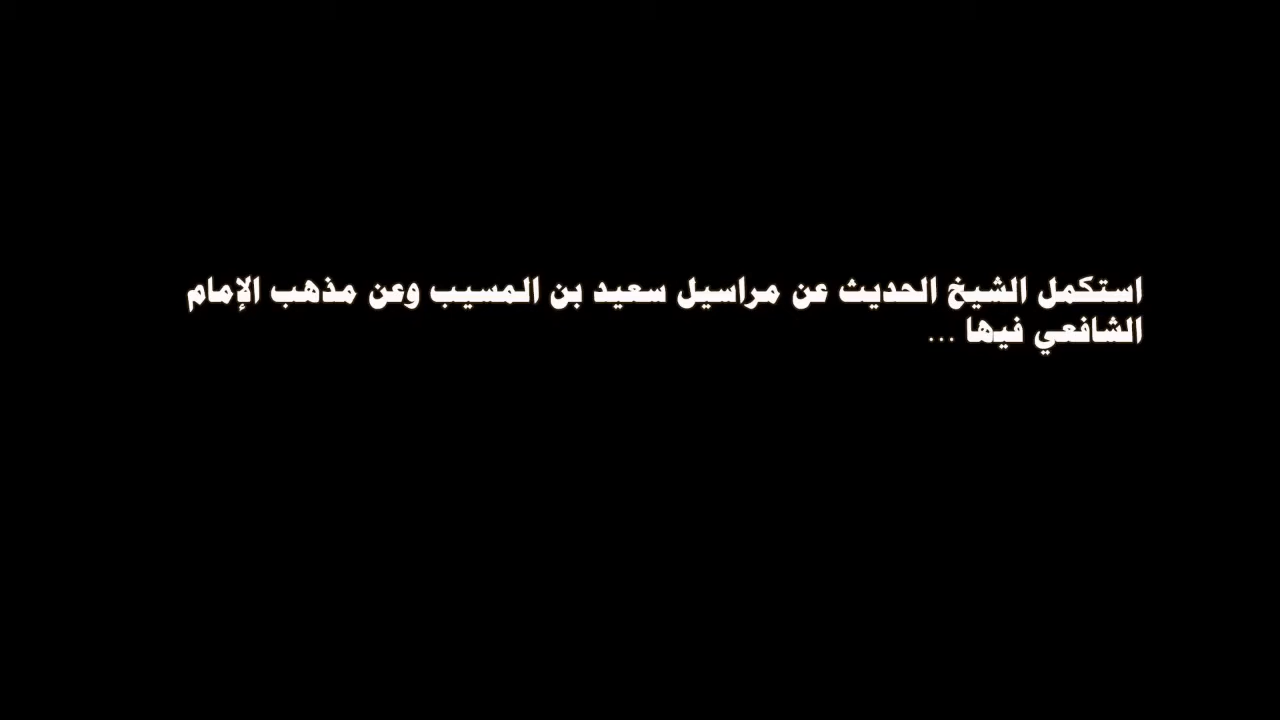 استكمل الشيخ الحديث عن مراسيل سعيد بن المسيب وعن مذهب الإمام
الشافعي فيها ...